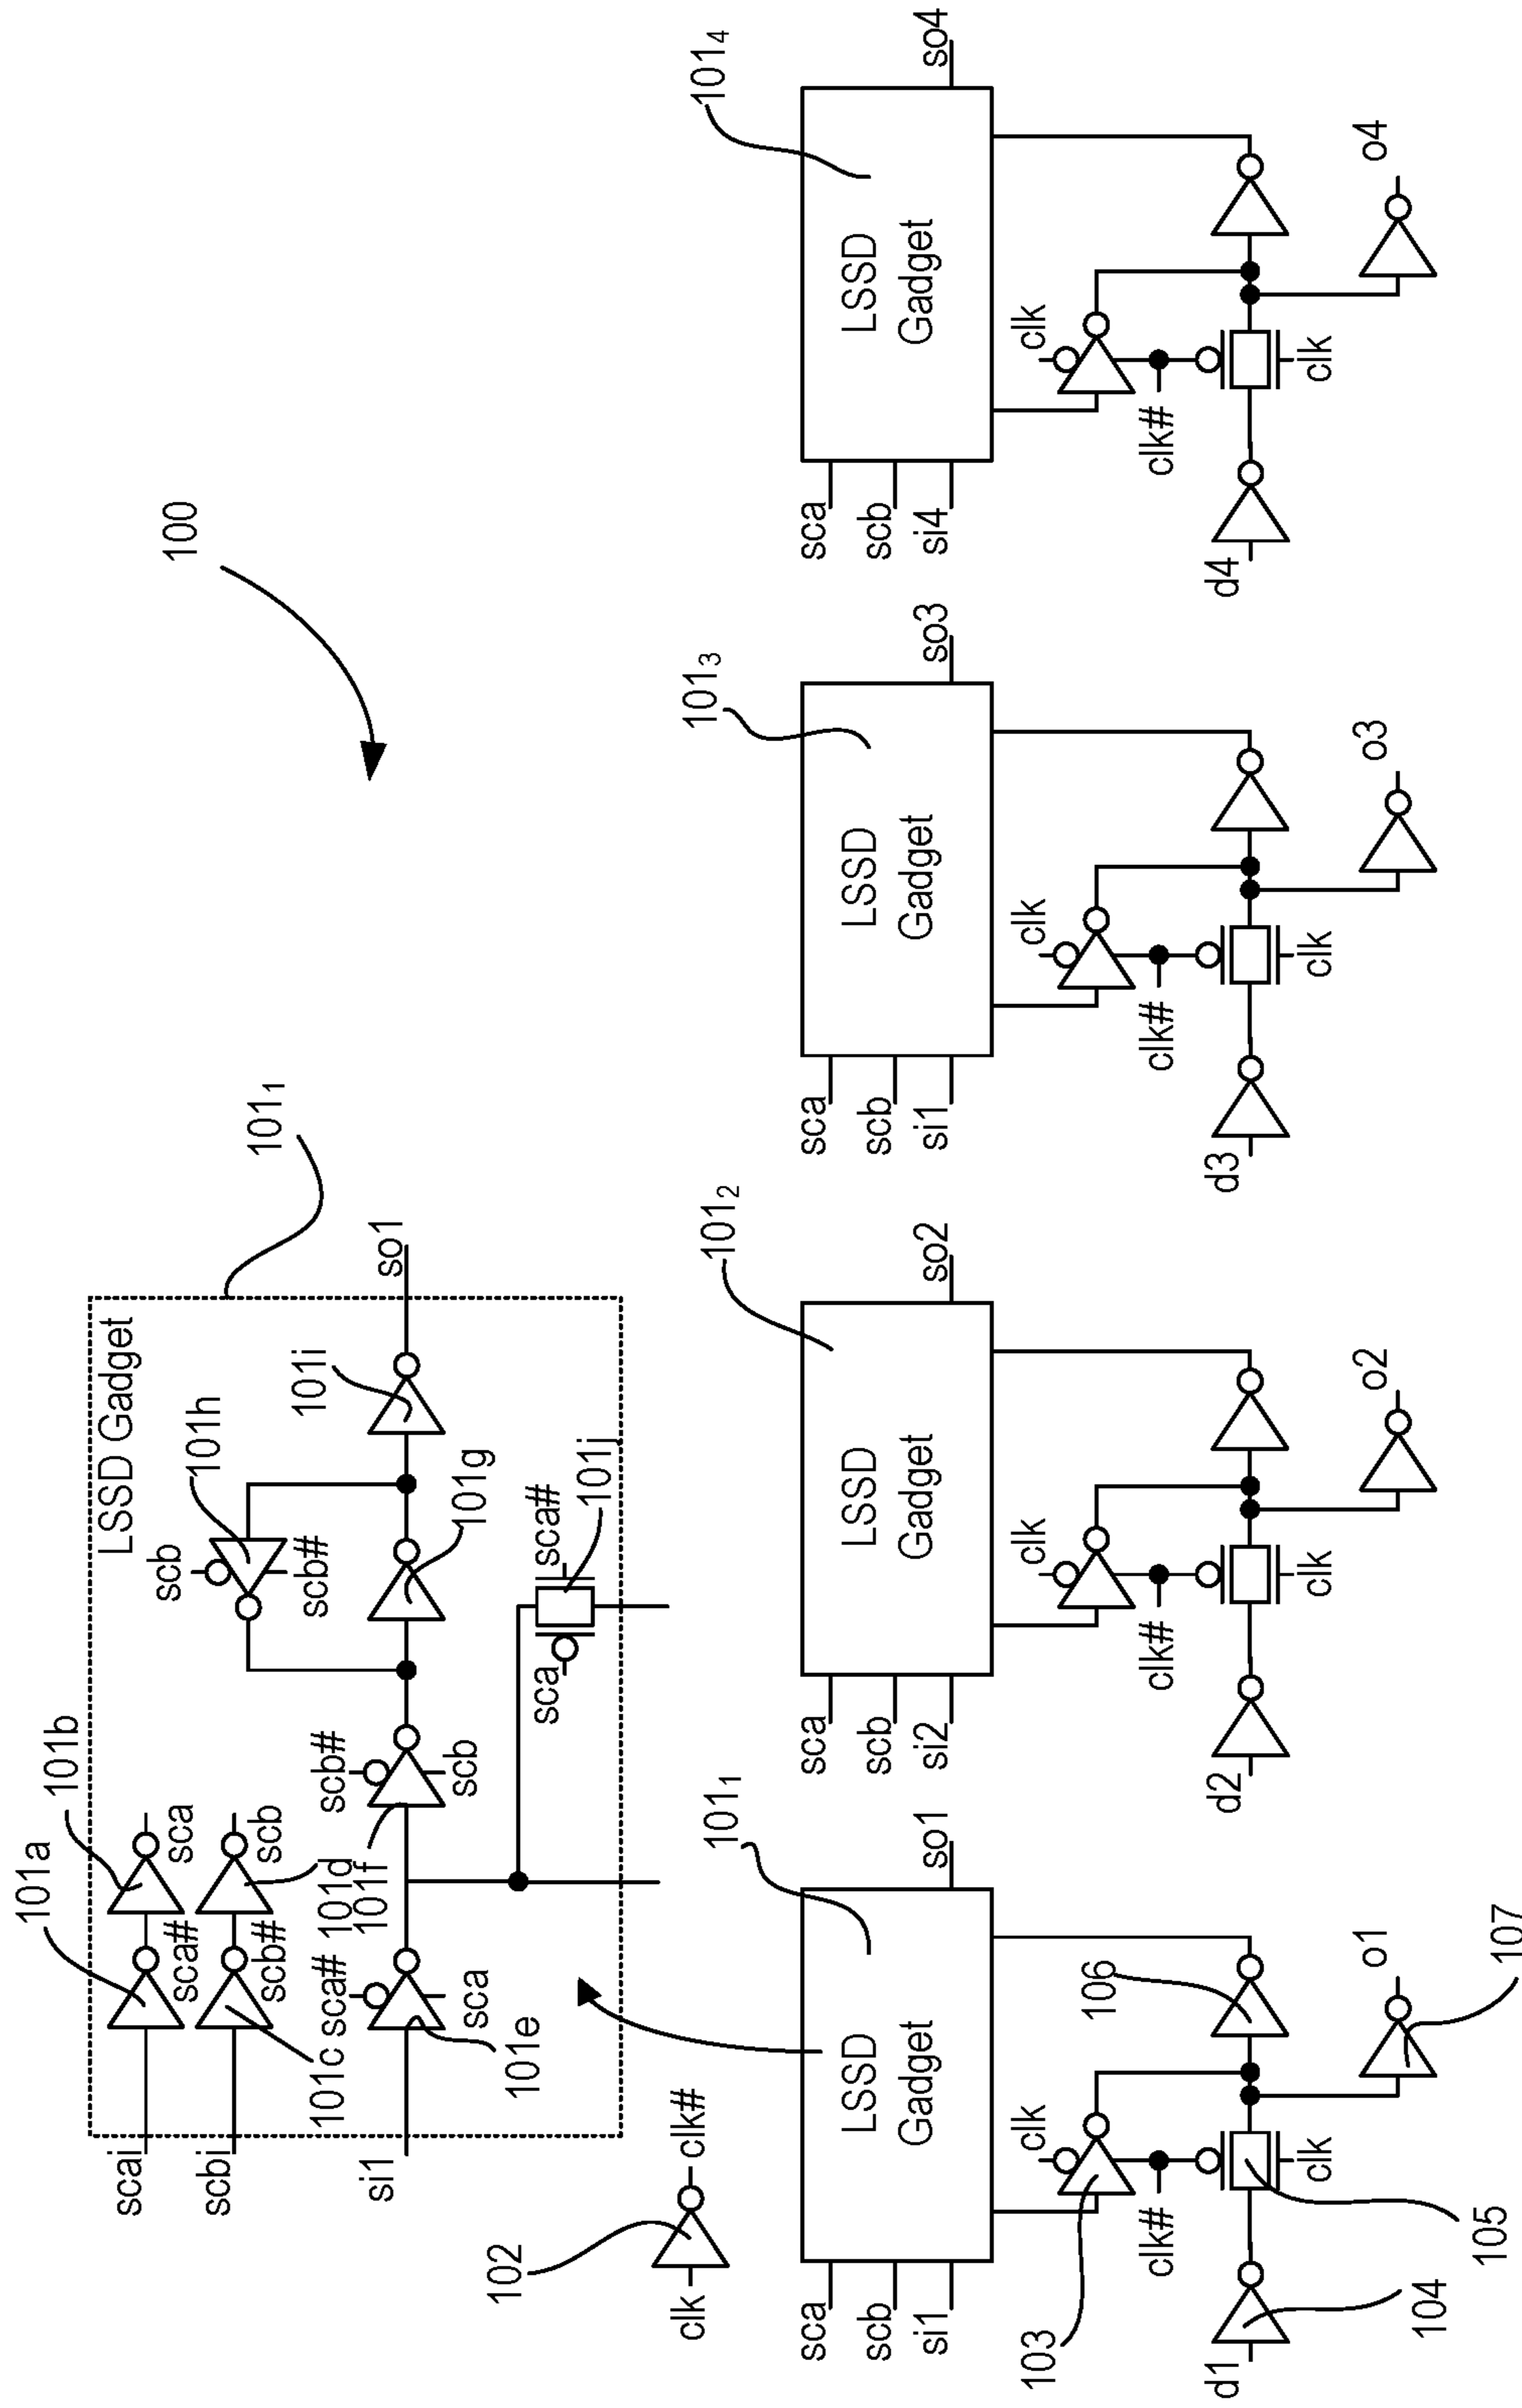 100
LSSD Gadget
101₁
scai
101a
sca#
101b
sca
scbi
101c
scb#
101d
scb
si1
sca#
101e
sca
101f
scb#
scb
scb
101h
scb#
101g
101i
so1
sca
sca#
101j
102
clk
clk#
101₁
LSSD
Gadget
sca
scb
si1
so1
103
clk
clk#
clk
d1
104
105
106
107
o1
101₂
LSSD
Gadget
sca
scb
si2
so2
clk
clk#
clk
d2
o2
101₃
LSSD
Gadget
sca
scb
si1
so3
clk
clk#
clk
d3
o3
101₄
LSSD
Gadget
sca
scb
si4
so4
clk
clk#
clk
d4
o4